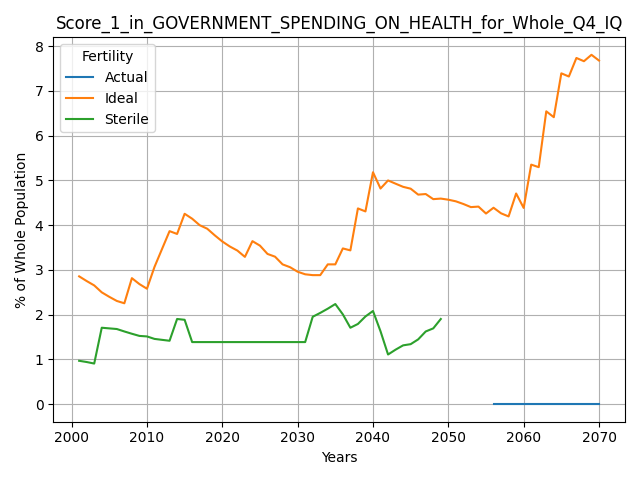 Score_1_in_GOVERNMENT_SPENDING_ON_HEALTH_for_Whole_Q4_IQ
Fertility
Actual
Ideal
Sterile
% of Whole Population
8
7
6
5
4
3
2
1
0
2000 2010 2020 2030 2040 2050 2060 2070
Years